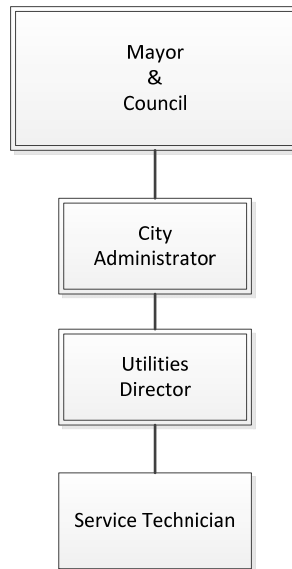 Mayor
&
Council
City
Administrator
Utilities
Director
Service Technician